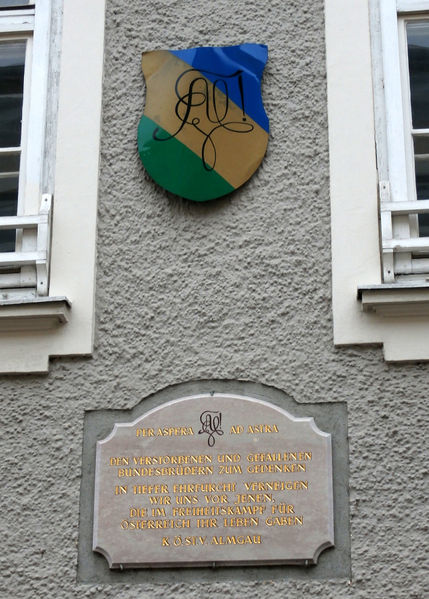 PER ASPERA AD ASTRA
DEN VERSTORBENEN UND GEFALLENEN
BUNDESBRÜDERN ZUM GEDENKEN
IN TIEFER EHRFURCHT VERNEIGEN
WIR UNS VOR JENEN,
DIE IM FREIHEITSKAMPF FÜR
ÖSTERREICH IHR LEBEN GABEN
K.Ö.ST.V. ALMGAU